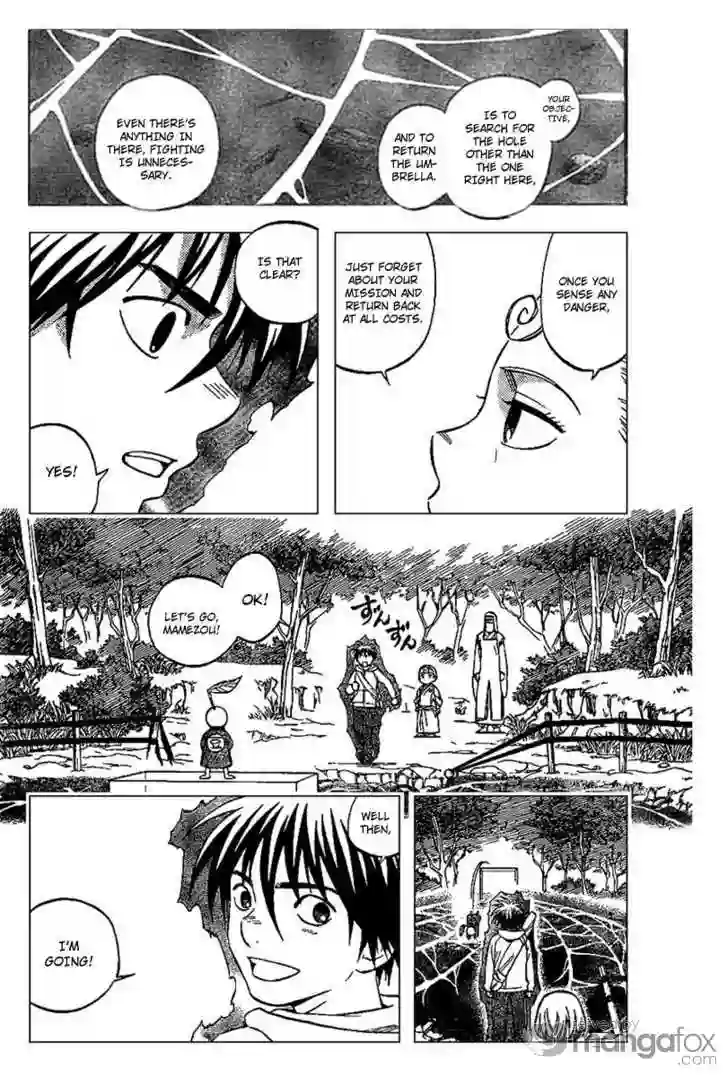 YOUR
OBJEC-
TIVE,
IS TO
SEARCH FOR
THE HOLE
OTHER THAN
THE ONE
RIGHT HERE,
AND TO
RETURN
THE UM-
BRELLA.
EVEN THERE'S
ANYTHING IN
THERE, FIGHTING
IS UNNECES-
SARY.
ONCE YOU
SENSE ANY
DANGER,
JUST FORGET
ABOUT YOUR
MISSION AND
RETURN BACK
AT ALL COSTS.
IS THAT
CLEAR?
YES!
OK!
LET'S GO,
MAMEZOU!
ずんずん
WELL
THEN,
I'M
GOING!
mangafox
.com